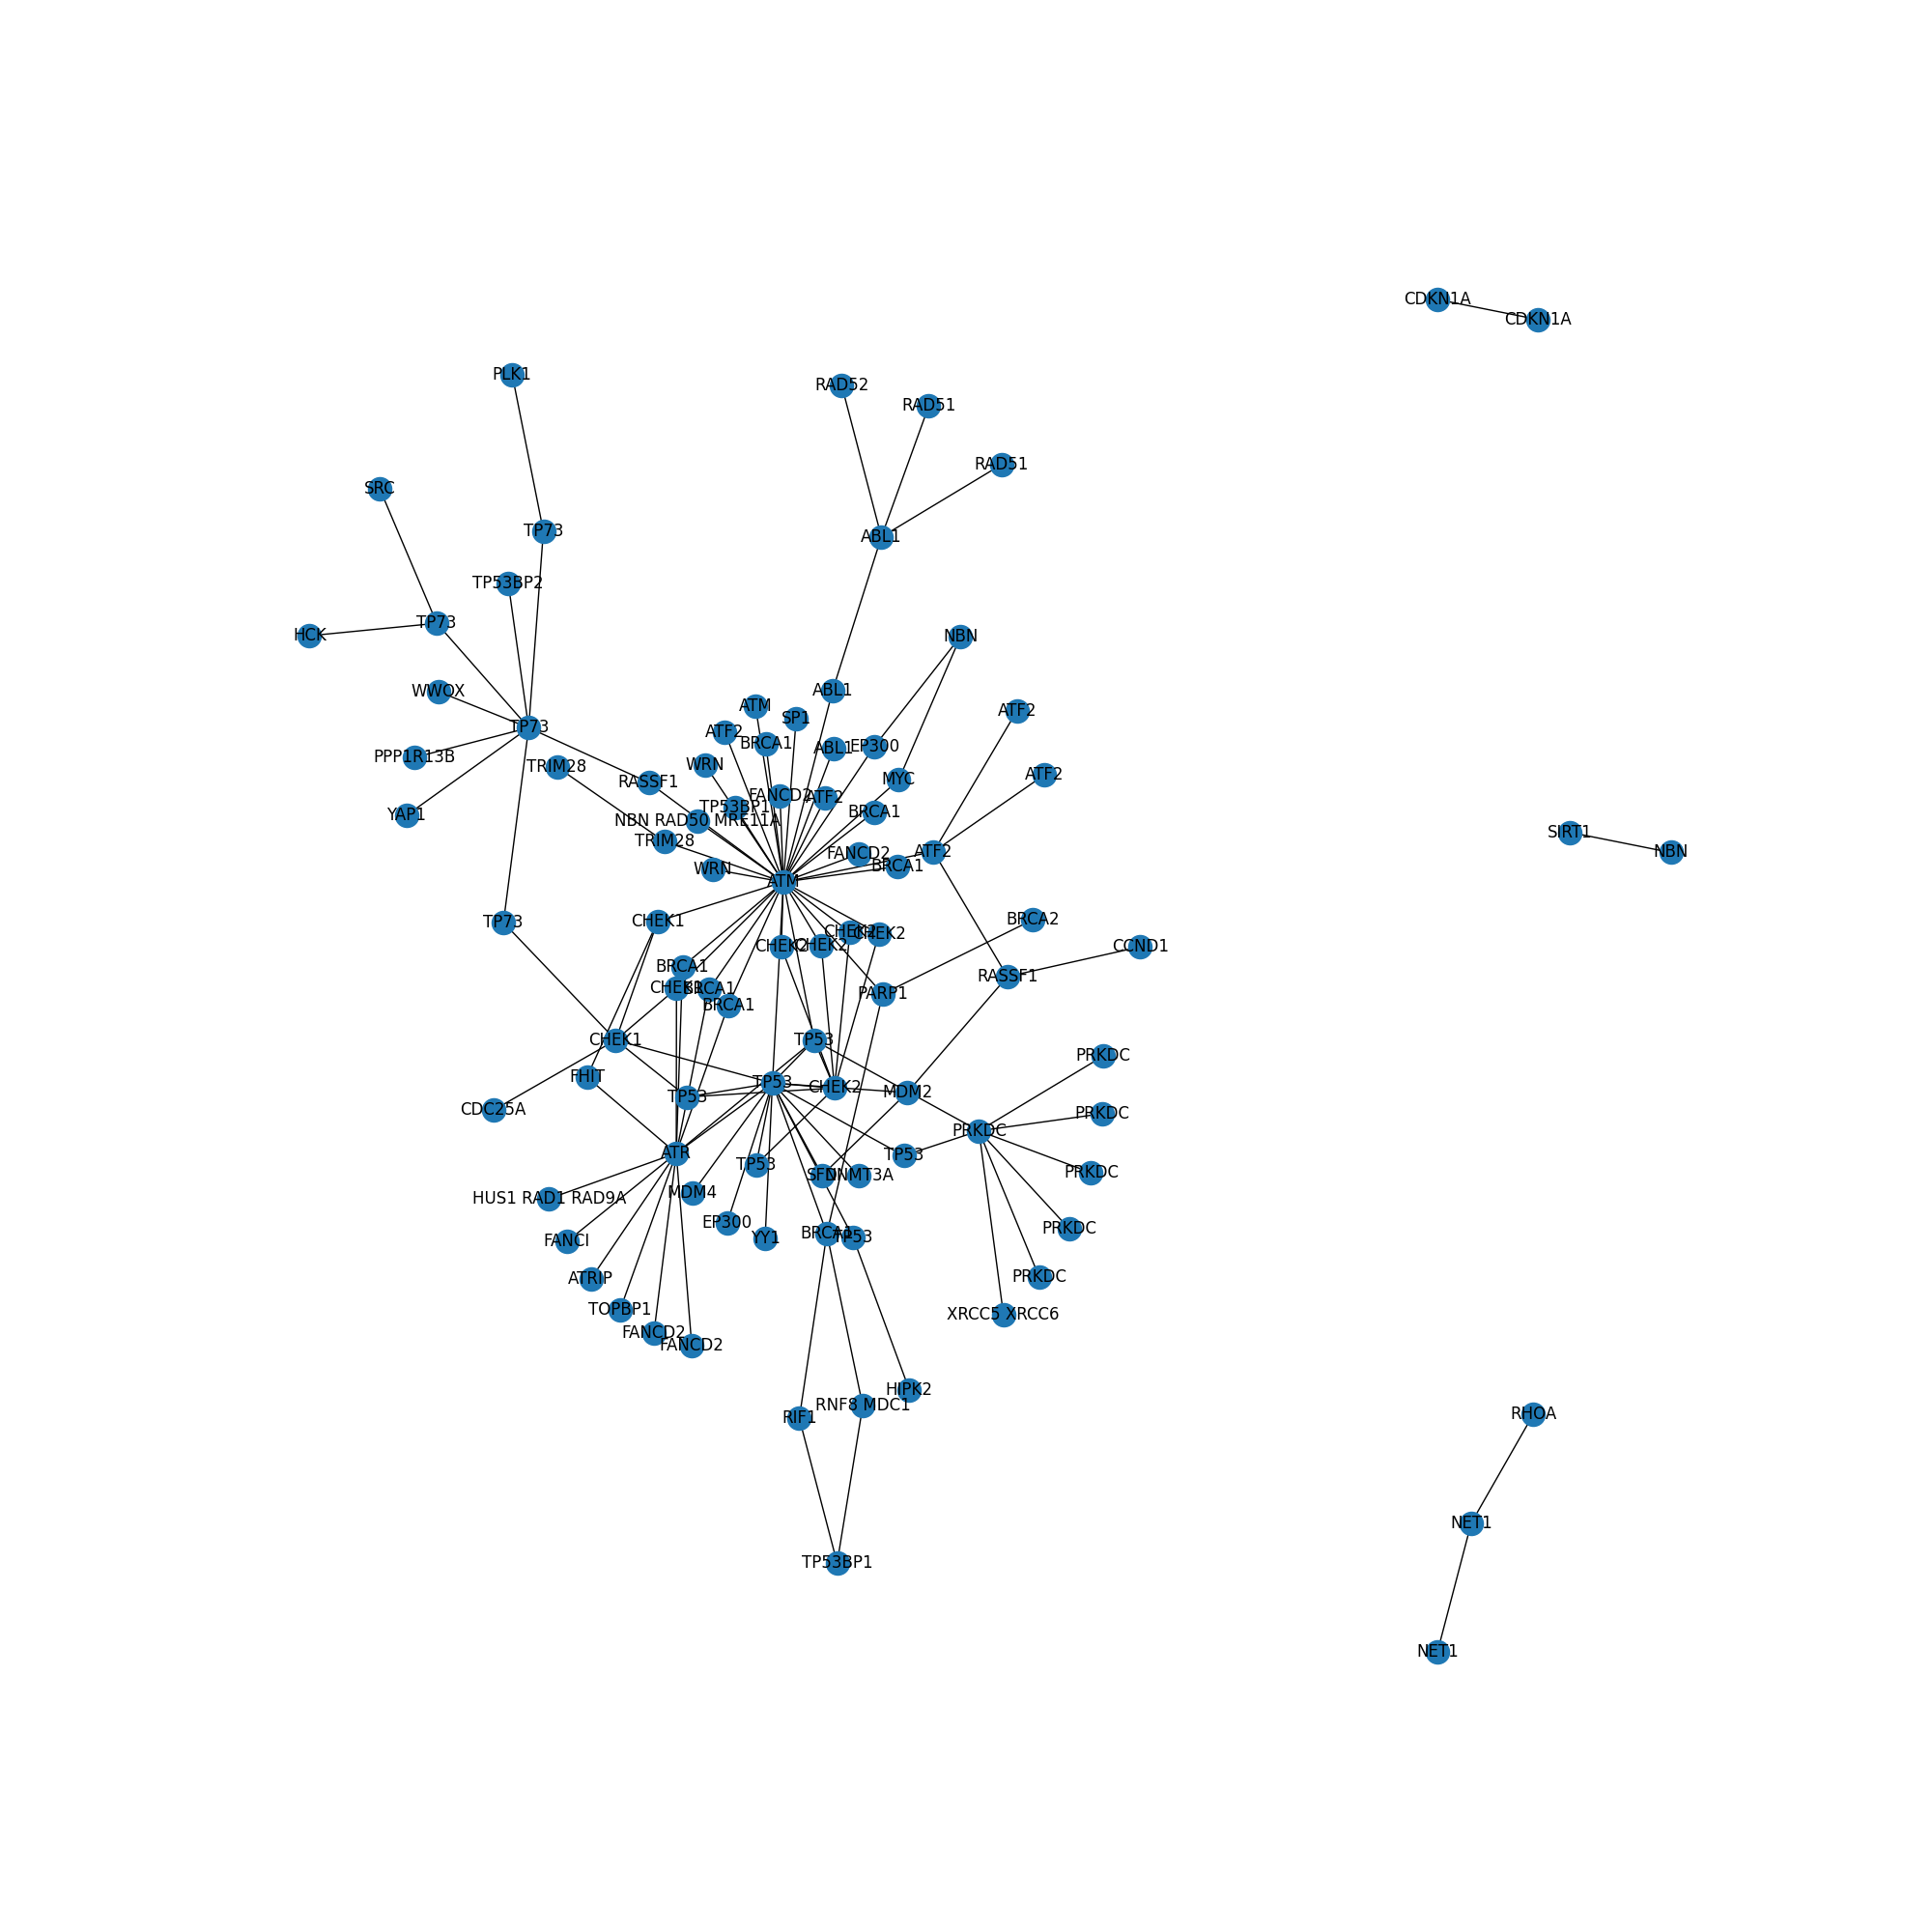 CDKN1A
CDKN1A
PLK1
RAD52
RAD51
RAD51
SRC
TP73
ABL1
TP53BP2
TP73
HCK
NBN
WWOX
ABL1
ATM
ATF2
SP1
TP73
ATF2
BRCA1
ABL1
EP300
PPP1R13B
TRIM28
WRN
ATF2
RASSF1
MYC
FANCD2
ATF2
TP53BP1
YAP1
BRCA1
NBN RAD50 MRE11A
SIRT1
TRIM28
NBN
FANCD2
ATF2
BRCA1
WRN
ATM
TP73
CHEK1
BRCA2
CHEK2
CHEK2
CHEK2
CHEK2
CCND1
BRCA1
RASSF1
CHEK1
BRCA1
PARP1
BRCA1
CHEK1
TP53
PRKDC
FHIT
TP53
CHEK2
MDM2
TP53
CDC25A
PRKDC
PRKDC
ATR
TP53
TP53
SFN
DNMT3A
PRKDC
MDM4
HUS1 RAD1 RAD9A
EP300
PRKDC
BRCA1
TP53
YY1
FANCI
ATRIP
PRKDC
TOPBP1
XRCC5 XRCC6
FANCD2
FANCD2
HIPK2
RNF8 MDC1
RIF1
RHOA
NET1
TP53BP1
NET1